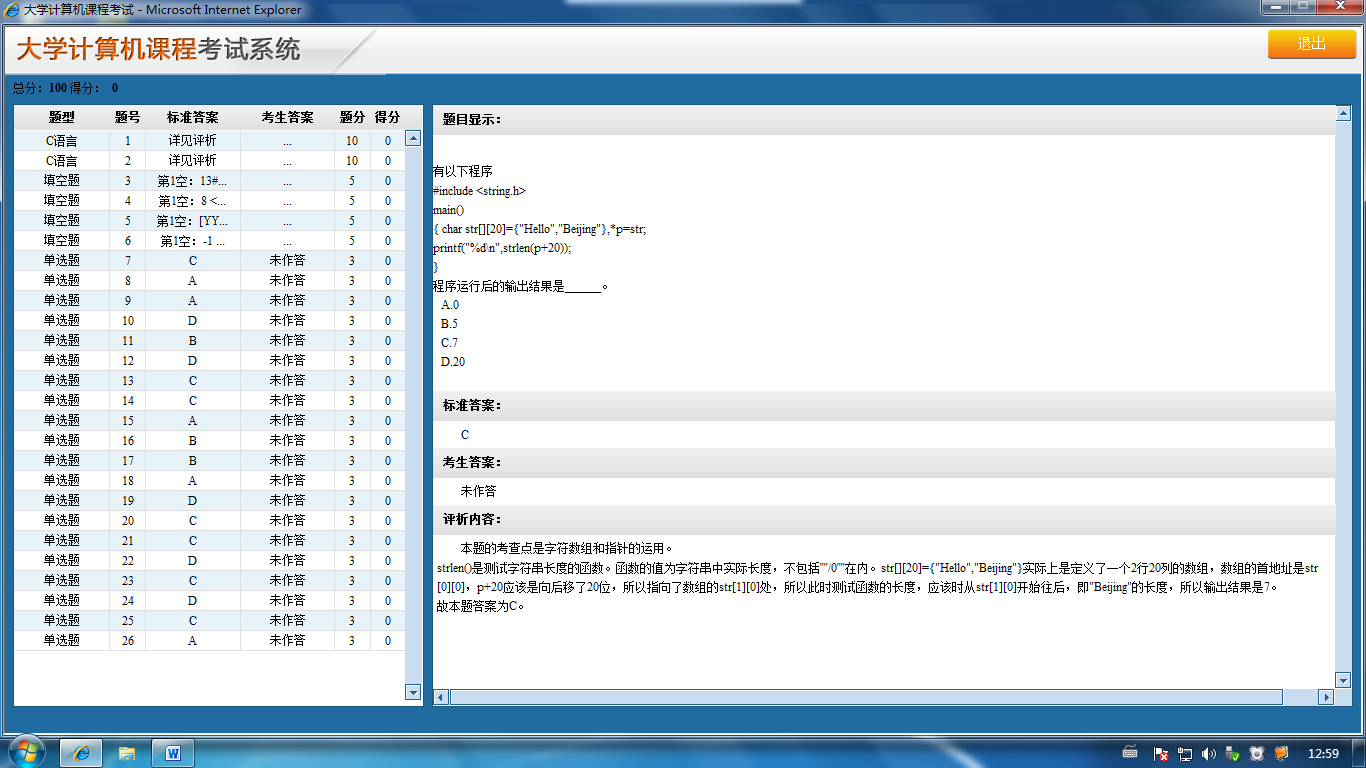 大学计算机课程考试 - Microsoft Internet Explorer
大学计算机课程考试系统
退出
总分：100 得分： 0
题型 题号 标准答案 考生答案 题分 得分
C语言 1 详见评析 ... 10 0
C语言 2 详见评析 ... 10 0
填空题 3 第1空：13#... ... 5 0
填空题 4 第1空：8 <... ... 5 0
填空题 5 第1空：[YY... ... 5 0
填空题 6 第1空：-1 ... ... 5 0
单选题 7 C 未作答 3 0
单选题 8 A 未作答 3 0
单选题 9 A 未作答 3 0
单选题 10 D 未作答 3 0
单选题 11 B 未作答 3 0
单选题 12 D 未作答 3 0
单选题 13 C 未作答 3 0
单选题 14 C 未作答 3 0
单选题 15 A 未作答 3 0
单选题 16 B 未作答 3 0
单选题 17 B 未作答 3 0
单选题 18 A 未作答 3 0
单选题 19 D 未作答 3 0
单选题 20 C 未作答 3 0
单选题 21 C 未作答 3 0
单选题 22 D 未作答 3 0
单选题 23 C 未作答 3 0
单选题 24 D 未作答 3 0
单选题 25 C 未作答 3 0
单选题 26 A 未作答 3 0
题目显示：
有以下程序
#include <string.h>
main()
{ char str[][20]={"Hello","Beijing"},*p=str;
printf("%d\n",strlen(p+20));
}
程序运行后的输出结果是______。
A.0
B.5
C.7
D.20
标准答案：
C
考生答案：
未作答
评析内容：
本题的考查点是字符数组和指针的运用。
strlen()是测试字符串长度的函数。函数的值为字符串中实际长度，不包括""/0""在内。str[][20]={"Hello","Beijing"}实际上是定义了一个2行20列的数组，数组的首地址是str
[0][0]，p+20应该是向后移了20位，所以指向了数组的str[1][0]处，所以此时测试函数的长度，应该时从str[1][0]开始往后，即"Beijing"的长度，所以输出结果是7。
故本题答案为C。
12:59